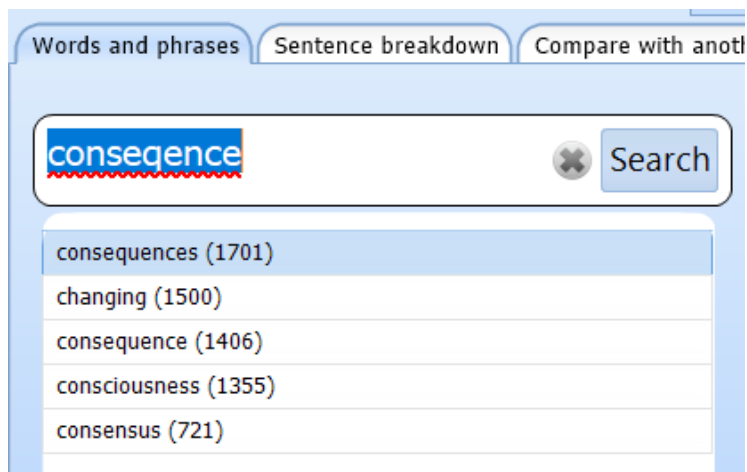 Words and phrases Sentence breakdown Compare with anoth
conseqence Search
consequences (1701)
changing (1500)
consequence (1406)
consciousness (1355)
consensus (721)